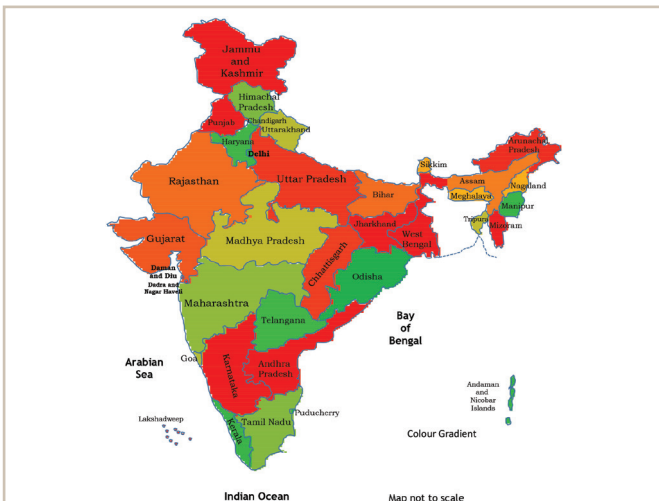 Jammu
and
Kashmir
Himachal
Pradesh
Punjab
Chandigarh
Uttarakhand
Haryana
Delhi
Rajasthan
Uttar Pradesh
Bihar
Sikkim
Arunachal
Pradesh
Assam
Nagaland
Meghalaya
Manipur
Tripura
Mizoram
Gujarat
Madhya Pradesh
Jharkhand
West
Bengal
Chhattisgarh
Daman
and Diu
Dadra and
Nagar Haveli
Odisha
Maharashtra
Telangana
Bay
of
Bengal
Arabian
Sea
Goa
Karnataka
Andhra
Pradesh
Andaman
and
Nicobar
Islands
Lakshadweep
Kerala
Tamil Nadu
Puducherry
Colour Gradient
Indian Ocean
Map not to scale